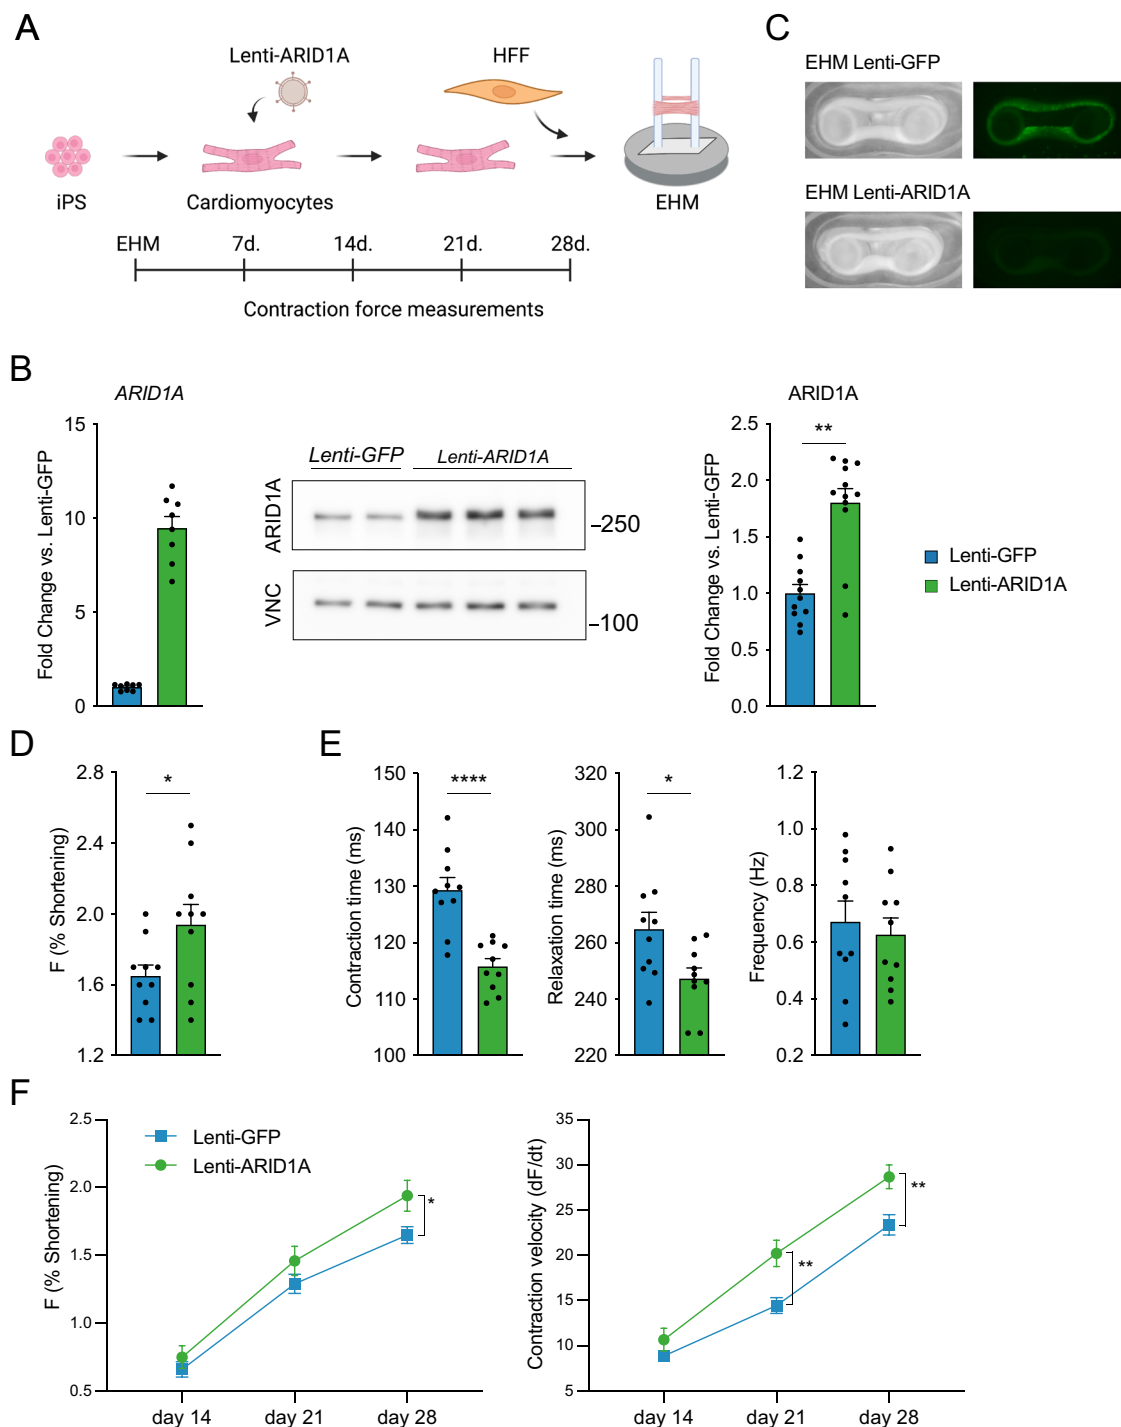 A
Lenti-ARID1A
HFF
iPS
Cardiomyocytes
EHM
EHM 7d. 14d. 21d. 28d.
Contraction force measurements
C
EHM Lenti-GFP
EHM Lenti-ARID1A
B
ARID1A
Fold Change vs. Lenti-GFP
15
10
5
0
Lenti-GFP Lenti-ARID1A
ARID1A
–250
VNC
–100
ARID1A
Fold Change vs. Lenti-GFP
2.5
2.0
1.5
1.0
0.5
0.0
**
Lenti-GFP
Lenti-ARID1A
D
F (% Shortening)
2.8
2.4
2.0
1.6
1.2
*
E
Contraction time (ms)
150
140
130
120
110
100
****
Relaxation time (ms)
320
300
280
260
240
220
*
Frequency (Hz)
1.2
1.0
0.8
0.6
0.4
0.2
F
F (% Shortening)
2.5
2.0
1.5
1.0
0.5
Lenti-GFP
Lenti-ARID1A
*
day 14 day 21 day 28
Contraction velocity (dF/dt)
35
30
25
20
15
10
5
**
**
day 14 day 21 day 28